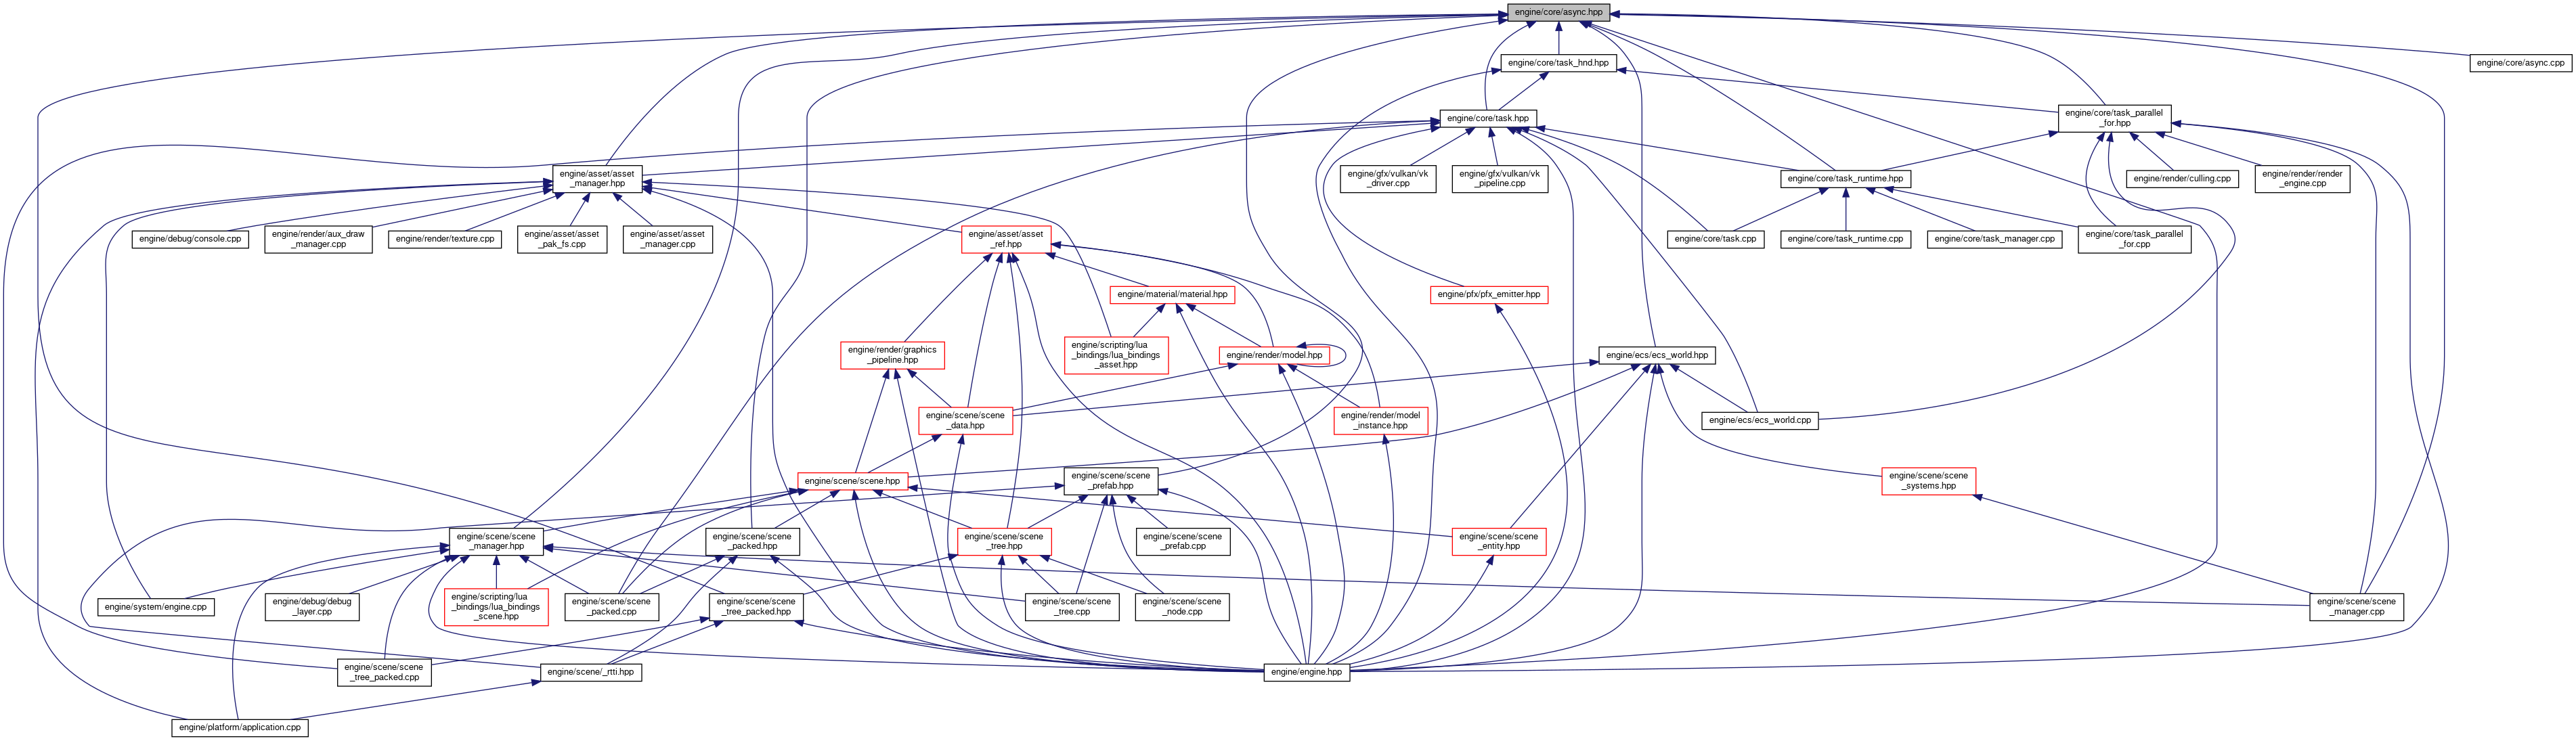 engine/core/async.hpp
engine/core/task_hnd.hpp
engine/core/async.cpp
engine/core/task.hpp
engine/core/task_parallel
_for.hpp
engine/asset/asset
_manager.hpp
engine/gfx/vulkan/vk
_driver.cpp
engine/gfx/vulkan/vk
_pipeline.cpp
engine/core/task_runtime.hpp
engine/render/culling.cpp
engine/render/render
_engine.cpp
engine/debug/console.cpp
engine/render/aux_draw
_manager.cpp
engine/render/texture.cpp
engine/asset/asset
_pak_fs.cpp
engine/asset/asset
_manager.cpp
engine/asset/asset
_ref.hpp
engine/core/task.cpp
engine/core/task_runtime.cpp
engine/core/task_manager.cpp
engine/core/task_parallel
_for.cpp
engine/material/material.hpp
engine/pfx/pfx_emitter.hpp
engine/render/graphics
_pipeline.hpp
engine/scripting/lua
_bindings/lua_bindings
_asset.hpp
engine/render/model.hpp
engine/ecs/ecs_world.hpp
engine/scene/scene
_data.hpp
engine/render/model
_instance.hpp
engine/ecs/ecs_world.cpp
engine/scene/scene.hpp
engine/scene/scene
_prefab.hpp
engine/scene/scene
_systems.hpp
engine/scene/scene
_manager.hpp
engine/scene/scene
_packed.hpp
engine/scene/scene
_tree.hpp
engine/scene/scene
_prefab.cpp
engine/scene/scene
_entity.hpp
engine/system/engine.cpp
engine/debug/debug
_layer.cpp
engine/scripting/lua
_bindings/lua_bindings
_scene.hpp
engine/scene/scene
_packed.cpp
engine/scene/scene
_tree_packed.hpp
engine/scene/scene
_tree.cpp
engine/scene/scene
_node.cpp
engine/scene/scene
_manager.cpp
engine/scene/scene
_tree_packed.cpp
engine/scene/_rtti.hpp
engine/engine.hpp
engine/platform/application.cpp